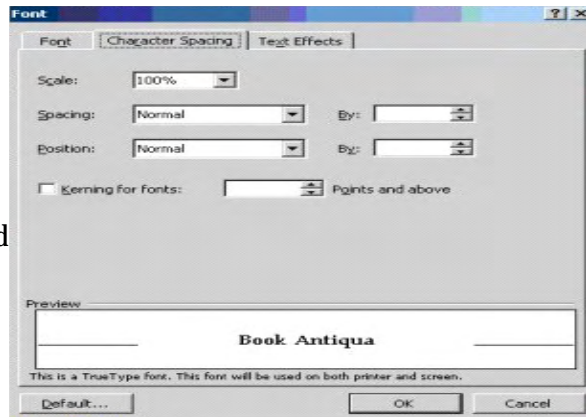 Font
Font Character Spacing Text Effects
Scale: 100%
Spacing: Normal By:
Position: Normal By:
Kerning for fonts: Points and above
d
Preview
Book Antiqua
This is a TrueType font. This font will be used on both printer and screen.
Default... OK Cancel